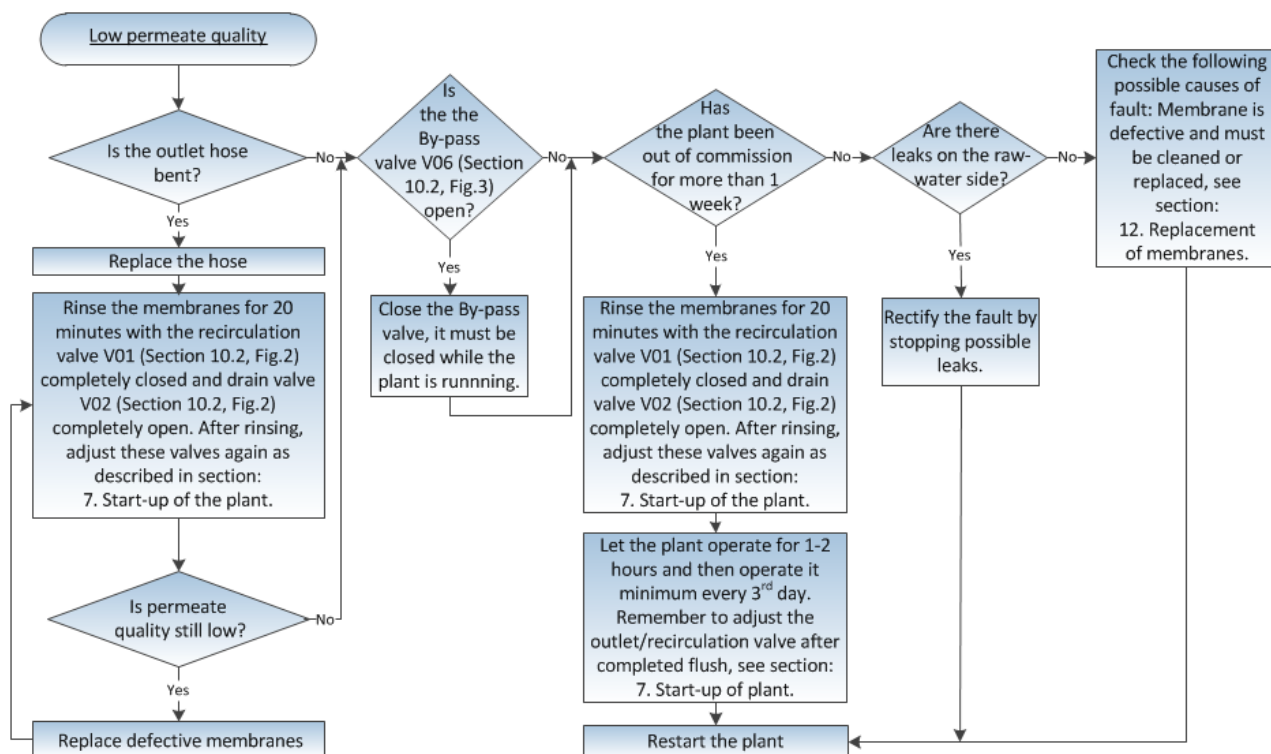 Low permeate quality
Is the outlet hose
bent?
No
Yes
Replace the hose
Rinse the membranes for 20
minutes with the recirculation
valve V01 (Section 10.2, Fig.2)
completely closed and drain valve
V02 (Section 10.2, Fig.2)
completely open. After rinsing,
adjust these valves again as
described in section:
7. Start-up of the plant.
Is permeate
quality still low?
No
Yes
Replace defective membranes
Is
the the
By-pass
valve V06 (Section
10.2, Fig.3)
open?
No
Yes
Close the By-pass
valve, it must be
closed while the
plant is runnning.
Has
the plant been
out of commission
for more than 1
week?
No
Yes
Rinse the membranes for 20
minutes with the recirculation
valve V01 (Section 10.2, Fig.2)
completely closed and drain
valve V02 (Section 10.2, Fig.2)
completely open. After rinsing,
adjust these valves again as
described in section:
7. Start-up of the plant.
Let the plant operate for 1-2
hours and then operate it
minimum every 3rd day.
Remember to adjust the
outlet/recirculation valve after
completed flush, see section:
7. Start-up of plant.
Restart the plant
Are there
leaks on the raw-
water side?
No
Yes
Rectify the fault by
stopping possible
leaks.
Check the following
possible causes of
fault: Membrane is
defective and must
be cleaned or
replaced, see
section:
12. Replacement
of membranes.